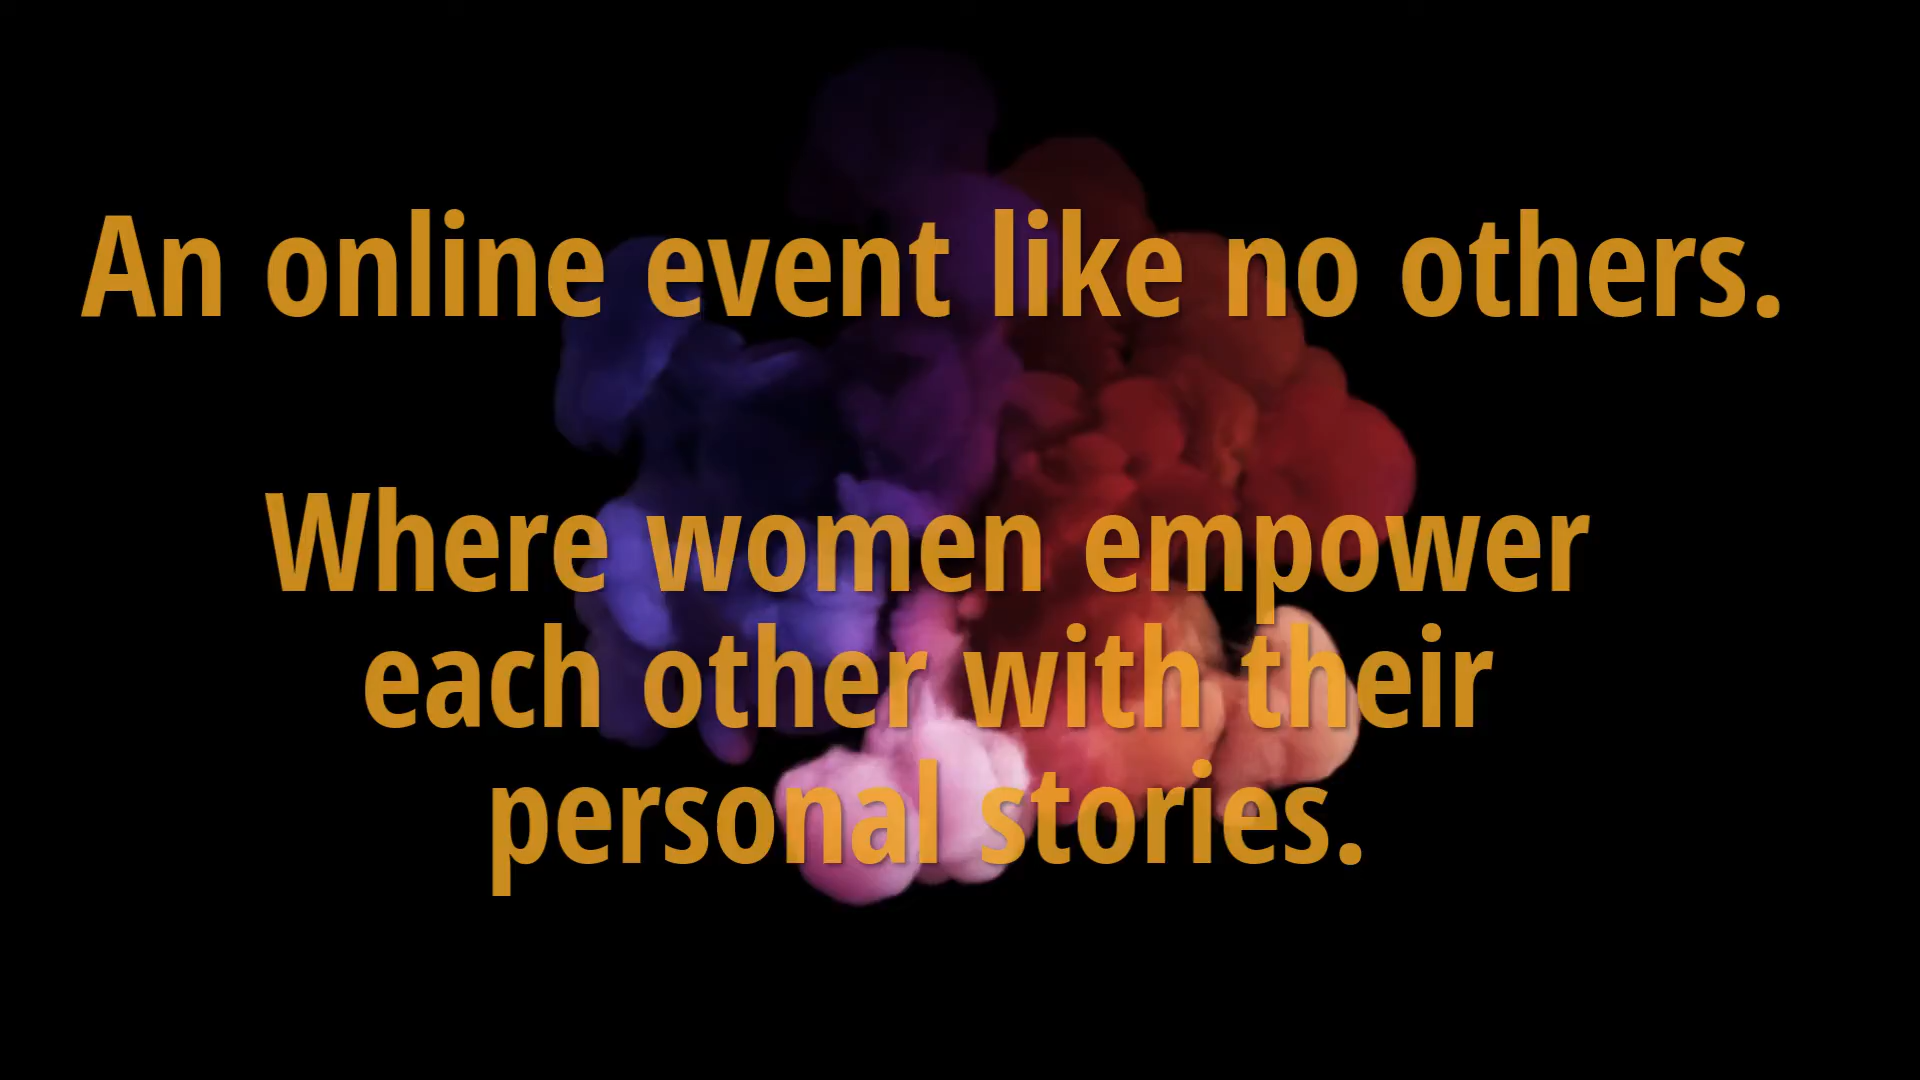 An online event like no others.
Where women empower
each other with their
personal stories.